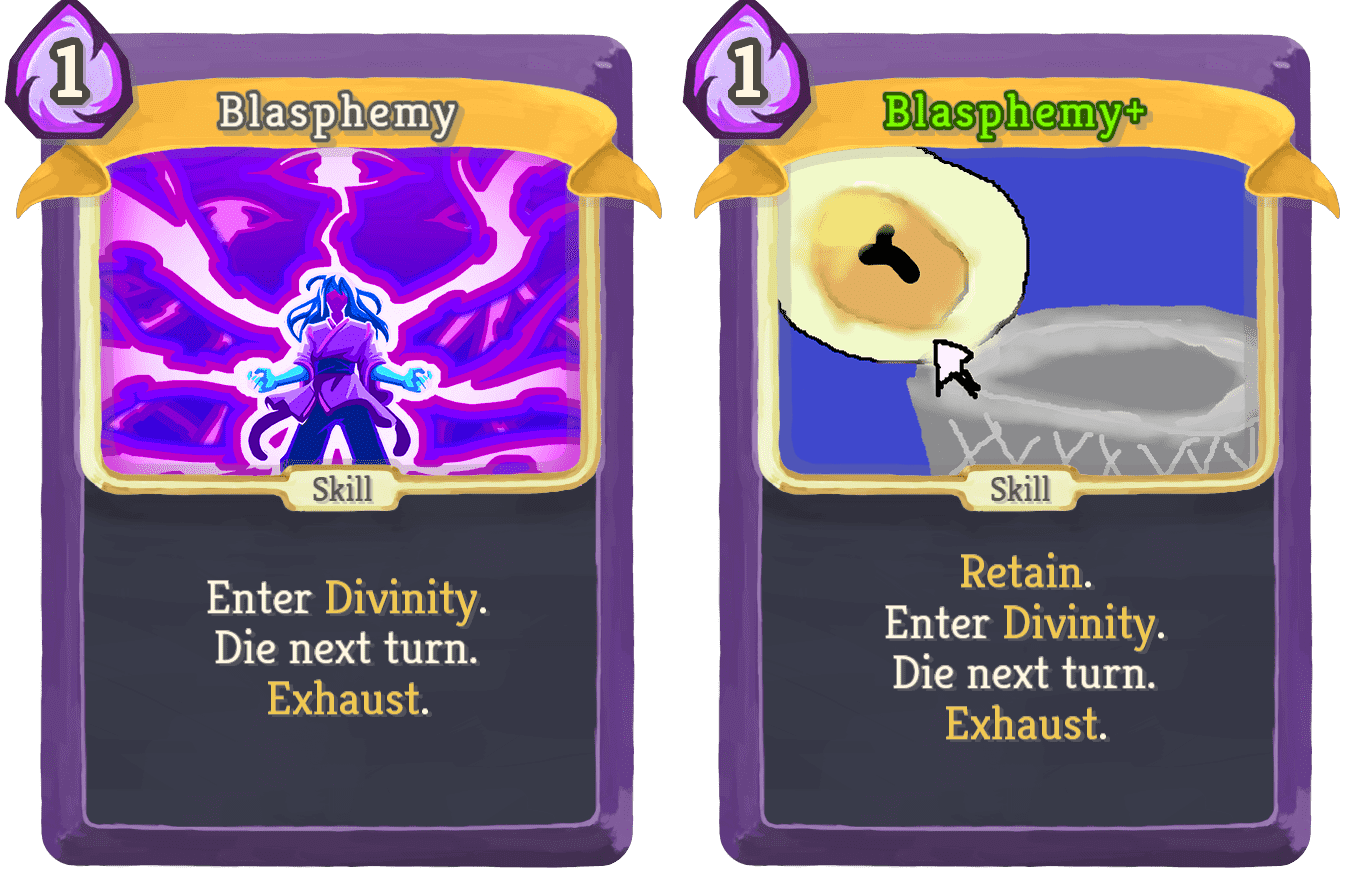 1
Blasphemy
Skill
Enter Divinity.
Die next turn.
Exhaust.
1
Blasphemy+
Skill
Retain.
Enter Divinity.
Die next turn.
Exhaust.